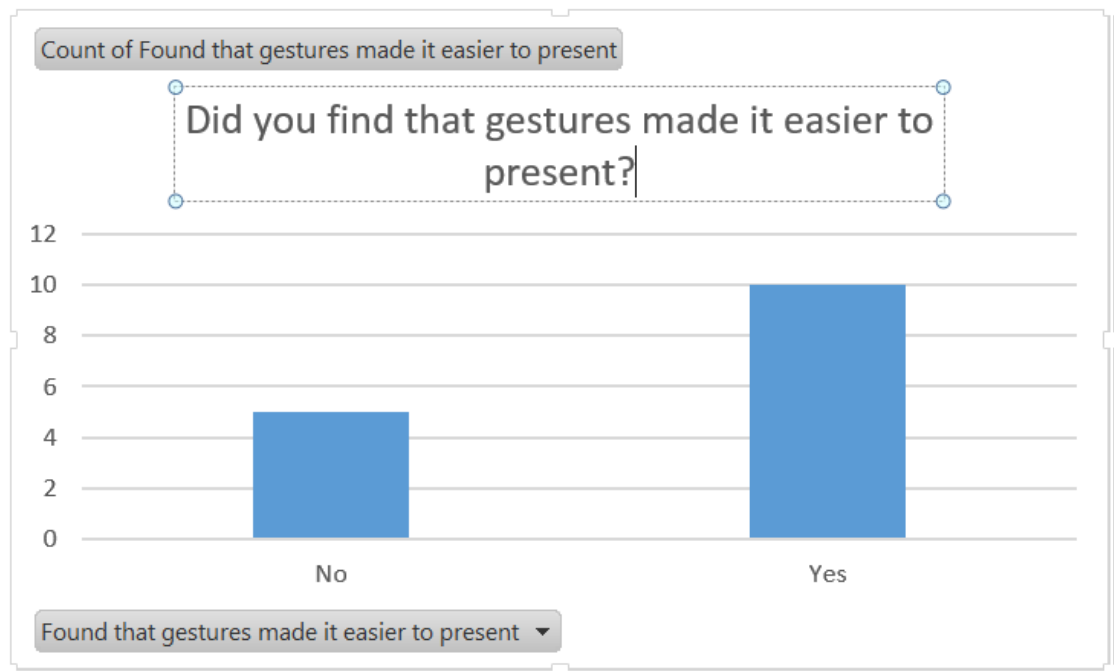 Count of Found that gestures made it easier to present
Did you find that gestures made it easier to
present?
12
10
8
6
4
2
0
No
Yes
Found that gestures made it easier to present